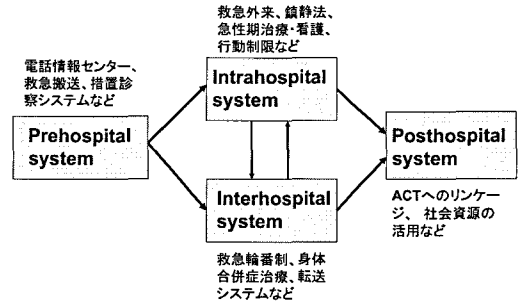 救急外来、鎮静法、
急性期治療・看護、
行動制限など
Intrahospital
system
電話情報センター、
救急搬送、措置診
察システムなど
Prehospital
system
Posthospital
system
ACTへのリンケー
ジ、 社会資源の
活用など
Interhospital
system
救急輪番制、身体
合併症治療、転送
システムなど